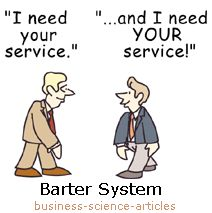 "I need
your
service."
"...and I need
YOUR
service!"
Barter System
business-science-articles